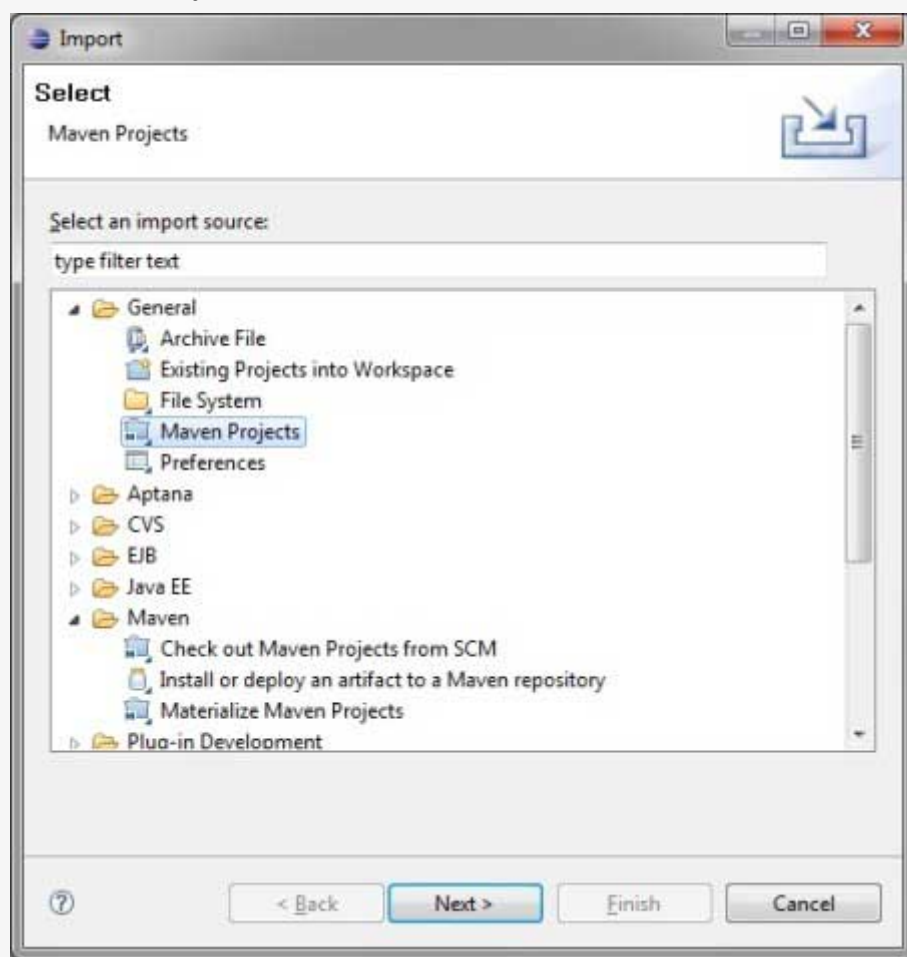 Import
Select
Maven Projects
Select an import source:
type filter text
General
Archive File
Existing Projects into Workspace
File System
Maven Projects
Preferences
Aptana
CVS
EJB
Java EE
Maven
Check out Maven Projects from SCM
Install or deploy an artifact to a Maven repository
Materialize Maven Projects
Plug-in Development
< Back Next > Finish Cancel